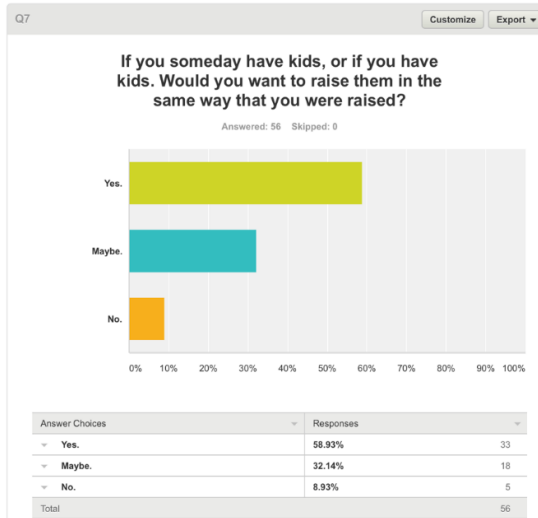 Q7
Customize
Export
If you someday have kids, or if you have
kids. Would you want to raise them in the
same way that you were raised?
Answered: 56 Skipped: 0
Yes.
Maybe.
No.
0% 10% 20% 30% 40% 50% 60% 70% 80% 90% 100%
Answer Choices Responses
Yes. 58.93% 33
Maybe. 32.14% 18
No. 8.93% 5
Total 56